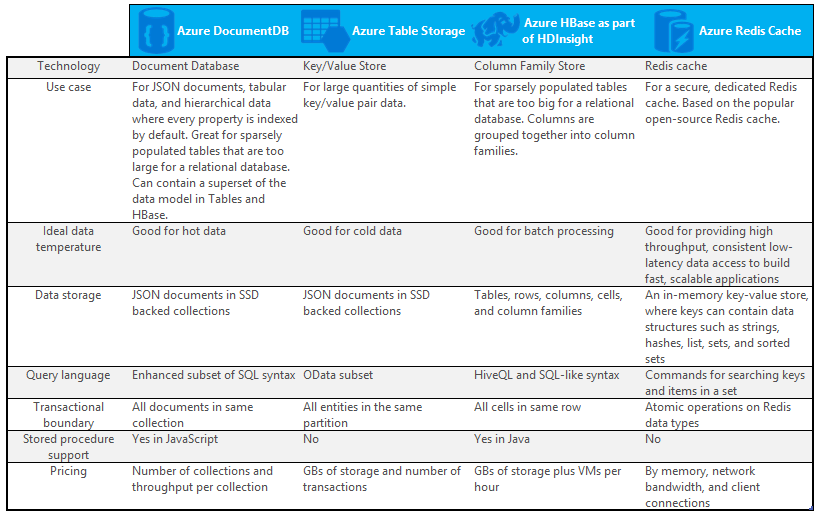 Azure DocumentDB
Azure Table Storage
Azure HBase as part
of HDInsight
Azure Redis Cache
Technology
Document Database
Key/Value Store
Column Family Store
Redis cache
Use case
For JSON documents, tabular
data, and hierarchical data
where every property is indexed
by default. Great for sparsely
populated tables that are too
large for a relational database.
Can contain a superset of the
data model in Tables and
HBase.
For large quantities of simple
key/value pair data.
For sparsely populated tables
that are too big for a relational
database. Columns are
grouped together into column
families.
For a secure, dedicated Redis
cache. Based on the popular
open-source Redis cache.
Ideal data
temperature
Good for hot data
Good for cold data
Good for batch processing
Good for providing high
throughput, consistent low-
latency data access to build
fast, scalable applications
Data storage
JSON documents in SSD
backed collections
JSON documents in SSD
backed collections
Tables, rows, columns, cells,
and column families
An in-memory key-value store,
where keys can contain data
structures such as strings,
hashes, list, sets, and sorted
sets
Query language
Enhanced subset of SQL syntax
OData subset
HiveQL and SQL-like syntax
Commands for searching keys
and items in a set
Transactional
boundary
All documents in same
collection
All entities in the same
partition
All cells in same row
Atomic operations on Redis
data types
Stored procedure
support
Yes in JavaScript
No
Yes in Java
No
Pricing
Number of collections and
throughput per collection
GBs of storage and number of
transactions
GBs of storage plus VMs per
hour
By memory, network
bandwidth, and client
connections